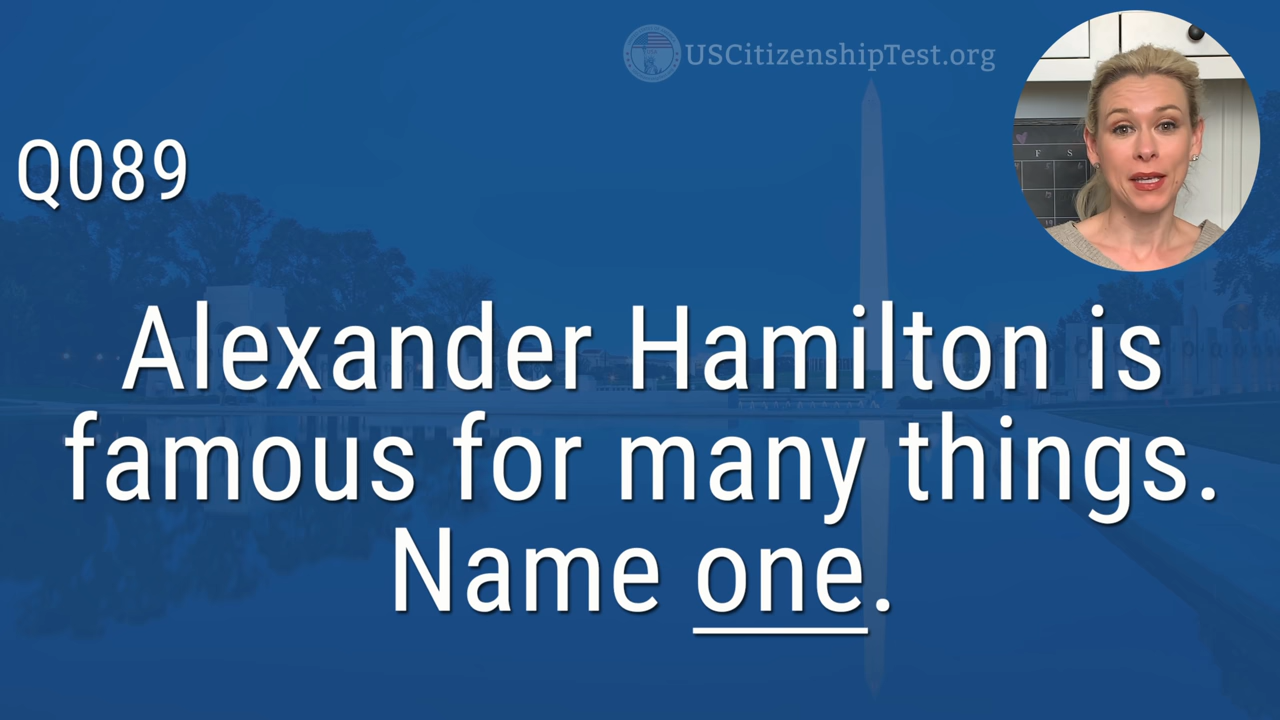 USCitizenshipTest.org
Q089
F S
Alexander Hamilton is
famous for many things.
Name one.